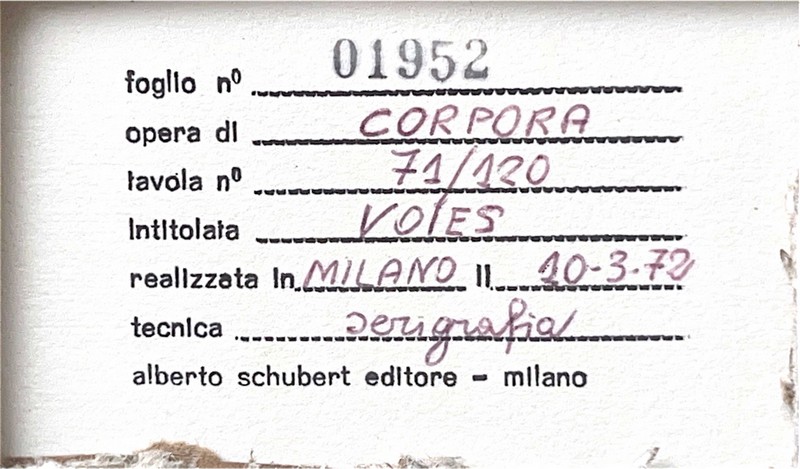 foglio n° 01952
opera di CORPORA
tavola n° 71/120
intitolata VOIES
realizzata in MILANO il 10-3-72
tecnica serigrafia
alberto schubert editore - milano